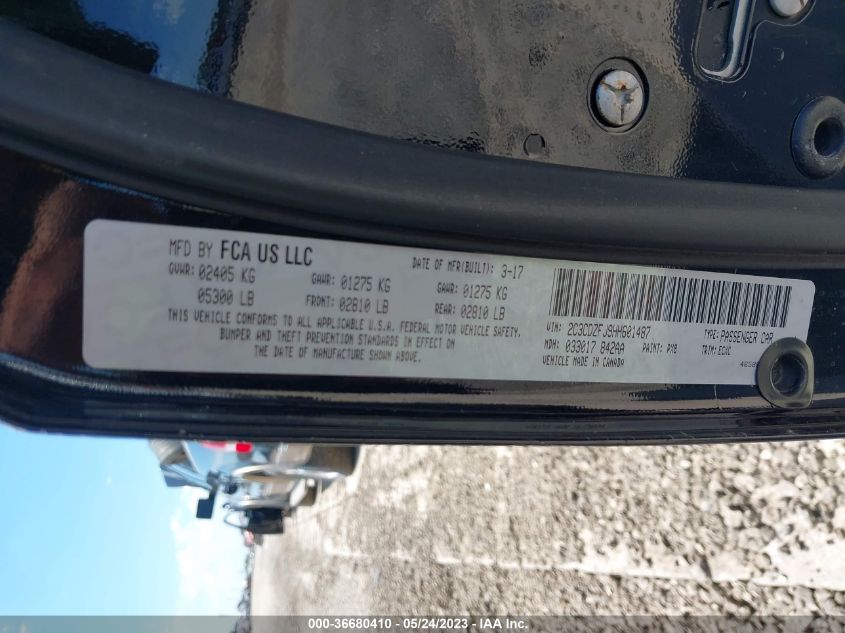 MFD BY FCA US LLC
DATE OF MFR(BUILT): 3-17
GVWR: 02405 KG
05300 LB
GAWR: 01275 KG
FRONT: 02810 LB
GAWR: 01275 KG
REAR: 02810 LB
THIS VEHICLE CONFORMS TO ALL APPLICABLE U.S.A. FEDERAL MOTOR VEHICLE SAFETY,
BUMPER AND THEFT PREVENTION STANDARDS IN EFFECT ON
THE DATE OF MANUFACTURE SHOWN ABOVE.
VIN: 2C3CDZFJ9HH601487
TYPE: PASSENGER CAR
MDH: 033017 842AA
PAINT: PX8
TRIM: ECXC
VEHICLE MADE IN CANADA
000-36680410 - 05/24/2023 - IAA Inc.